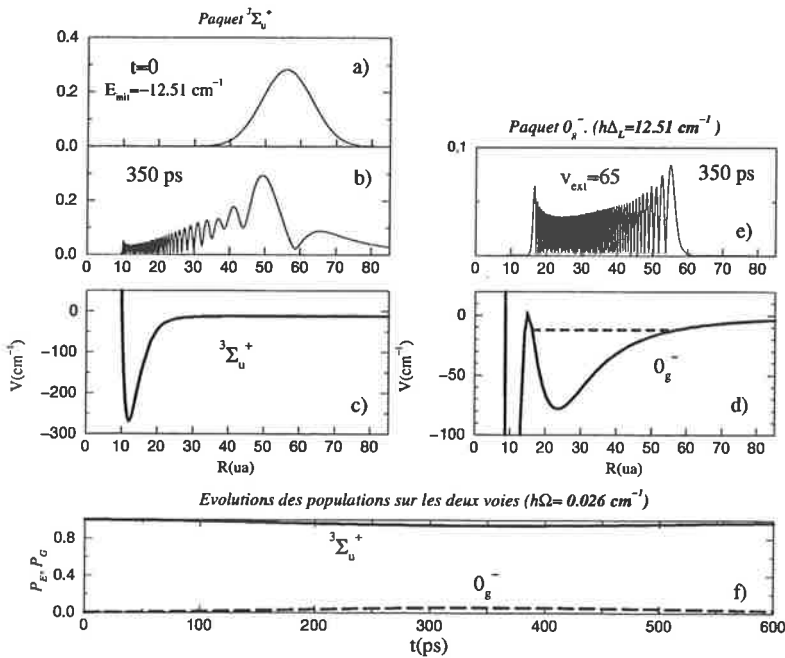 Paquet ³Σᵤ⁺
0.4
0.2
0.0
t=0
E_init=−12.51 cm⁻¹
a)
350 ps
b)
0.2
0.0
0 10 20 30 40 50 60 70 80
Paquet 0g⁻. (hΔ_L=12.51 cm⁻¹)
0,1
ν_ext=65
350 ps
e)
0 10 20 30 40 50 60 70 80
V(cm⁻¹)
0
−100
−200
−300
³Σᵤ⁺
c)
0 10 20 30 40 50 60 70 80
R(ua)
V(cm⁻¹)
0
−50
−100
0g⁻
d)
0 10 20 30 40 50 60 70 80
R(ua)
Evolutions des populations sur les deux voies (hΩ= 0.026 cm⁻¹)
P_E, P_G
0.8
0.4
0.0
³Σᵤ⁺
0g⁻
f)
0 100 200 300 400 500 600
t(ps)